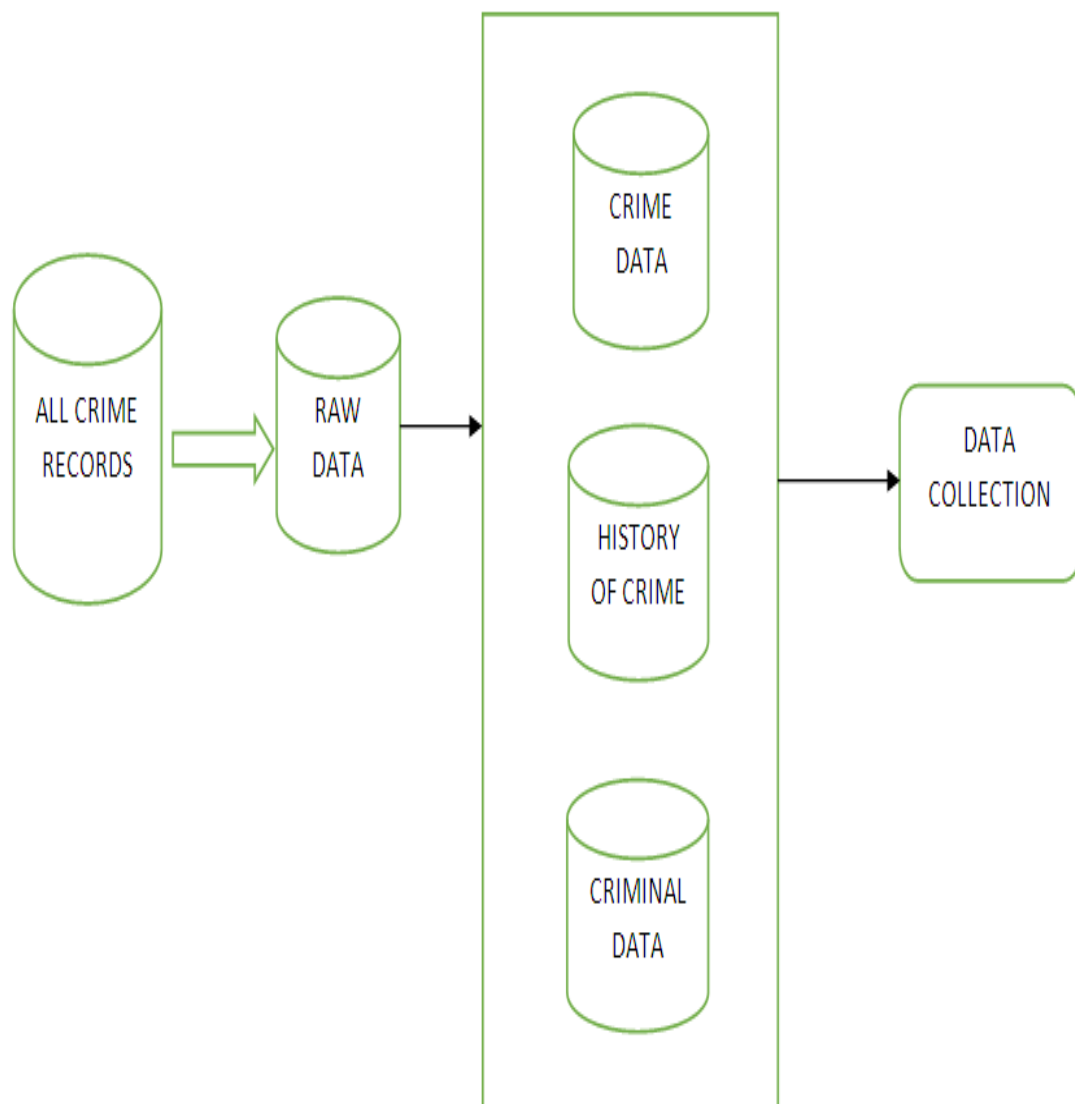 ALL CRIME
RECORDS
RAW
DATA
CRIME
DATA
HISTORY
OF CRIME
CRIMINAL
DATA
DATA
COLLECTION